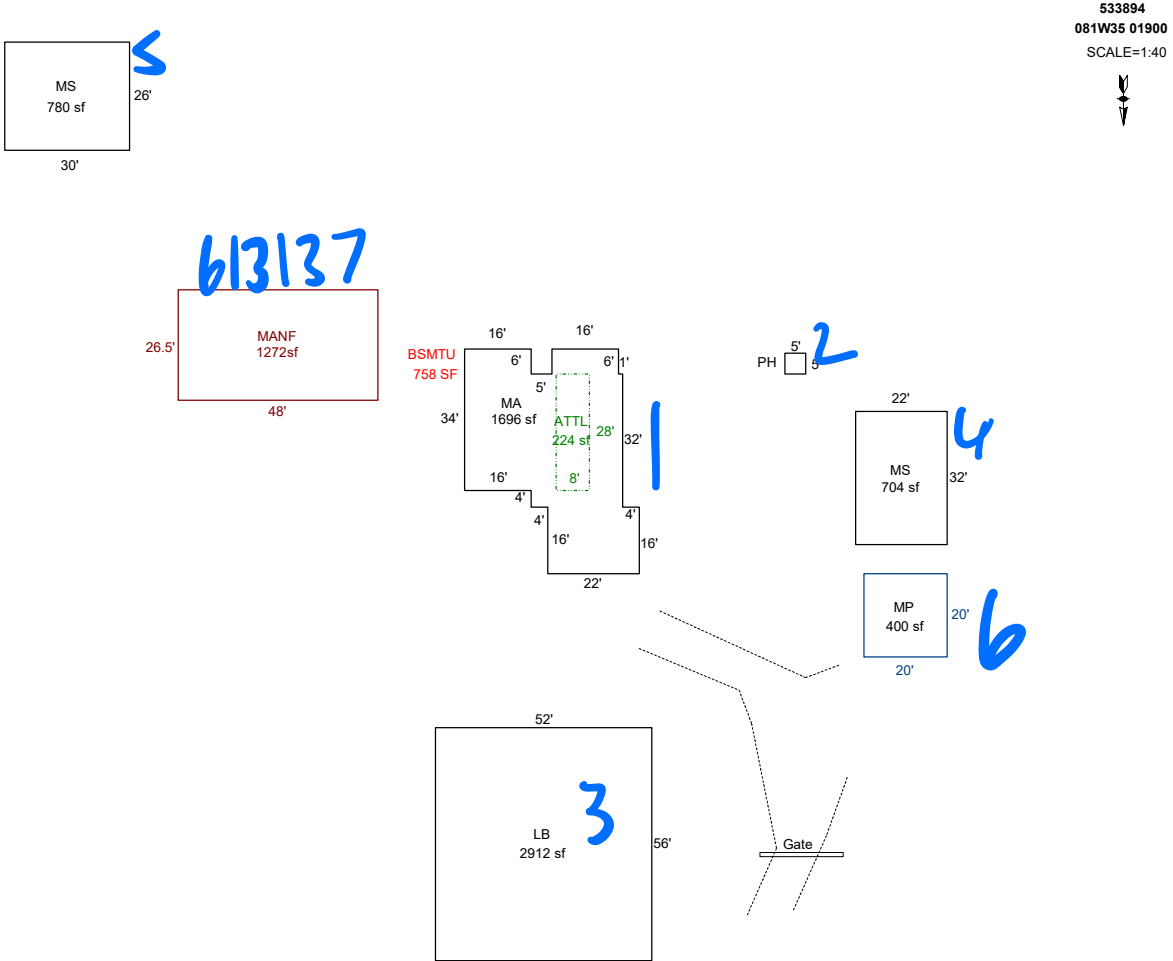 533894
081W35 01900
SCALE=1:40
5
MS
780 sf
26'
30'
613137
MANF
1272sf
26.5'
48'
BSMTU
758 SF
16'
16'
6'
6'
1'
5'
MA
1696 sf
34'
ATTL
224 sf
28'
32'
8'
1
16'
4'
4'
4'
16'
16'
22'
PH
5'
5'
2
22'
4
MS
704 sf
32'
MP
400 sf
20'
20'
6
52'
3
LB
2912 sf
56'
Gate